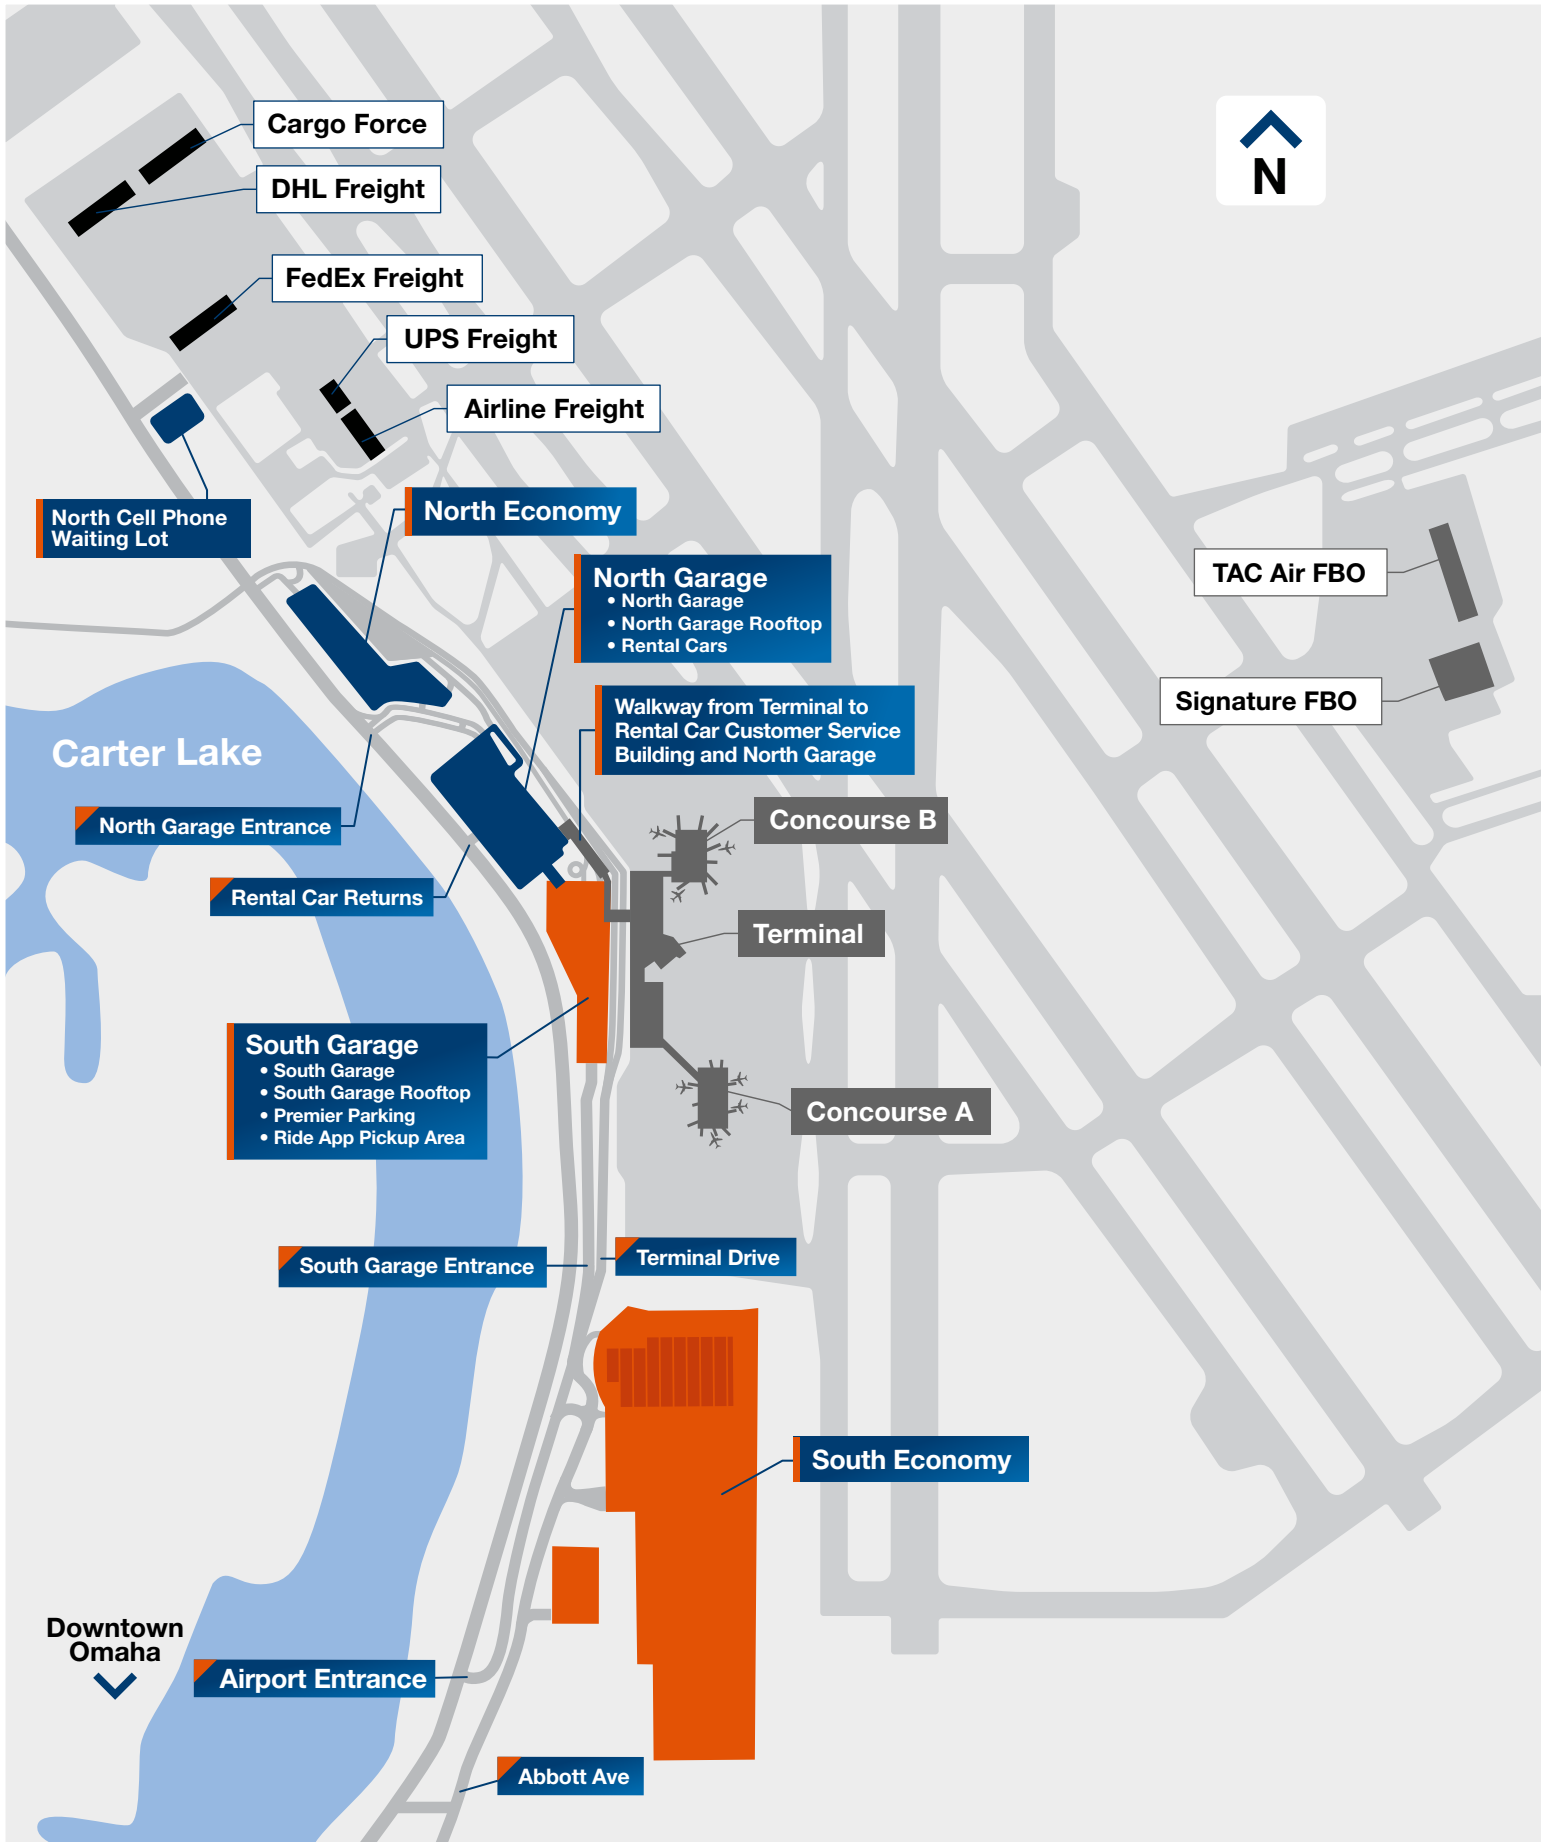 Cargo Force
N
DHL Freight
FedEx Freight
UPS Freight
Airline Freight
North Cell Phone
Waiting Lot
North Economy
TAC Air FBO
North Garage
• North Garage
• North Garage Rooftop
• Rental Cars
Signature FBO
Walkway from Terminal to
Rental Car Customer Service
Building and North Garage
Carter Lake
North Garage Entrance
Concourse B
Rental Car Returns
Terminal
South Garage
• South Garage
• South Garage Rooftop
• Premier Parking
• Ride App Pickup Area
Concourse A
South Garage Entrance
Terminal Drive
South Economy
Downtown
Omaha
Airport Entrance
Abbott Ave